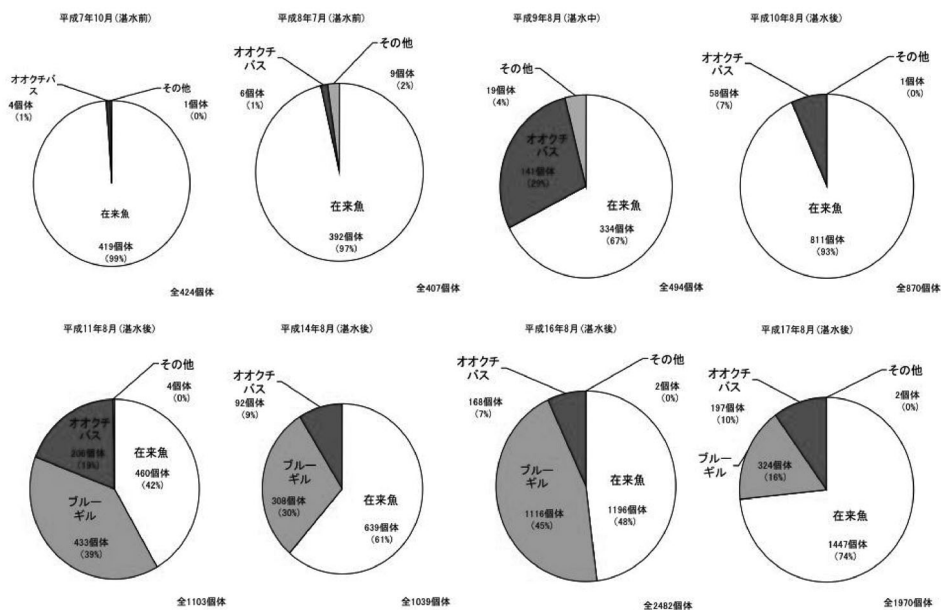 平成7年10月(湛水前)
オオクチバ
ス
4個体
(1%)
その他
1個体
(0%)
在来魚
419個体
(99%)
全424個体
平成8年7月(湛水前)
オオクチ
バス
6個体
(1%)
その他
9個体
(2%)
在来魚
392個体
(97%)
全407個体
平成9年8月(湛水中)
その他
19個体
(4%)
オオクチ
バス
141個体
(29%)
在来魚
334個体
(67%)
全494個体
平成10年8月(湛水後)
オオクチ
バス
58個体
(7%)
その他
1個体
(0%)
在来魚
811個体
(93%)
全870個体
平成11年8月(湛水後)
その他
4個体
(0%)
オオクチ
バス
206個体
(19%)
在来魚
460個体
(42%)
ブルー
ギル
433個体
(39%)
全1103個体
平成14年8月(湛水後)
オオクチ
バス
92個体
(9%)
ブルー
ギル
308個体
(30%)
在来魚
639個体
(61%)
全1039個体
平成16年8月(湛水後)
オオクチ
バス
168個体
(7%)
その他
2個体
(0%)
ブルー
ギル
1116個体
(45%)
在来魚
1196個体
(48%)
全2482個体
平成17年8月(湛水後)
オオクチ
バス
197個体
(10%)
その他
2個体
(0%)
ブルーギル
324個体
(16%)
在来魚
1447個体
(74%)
全1970個体